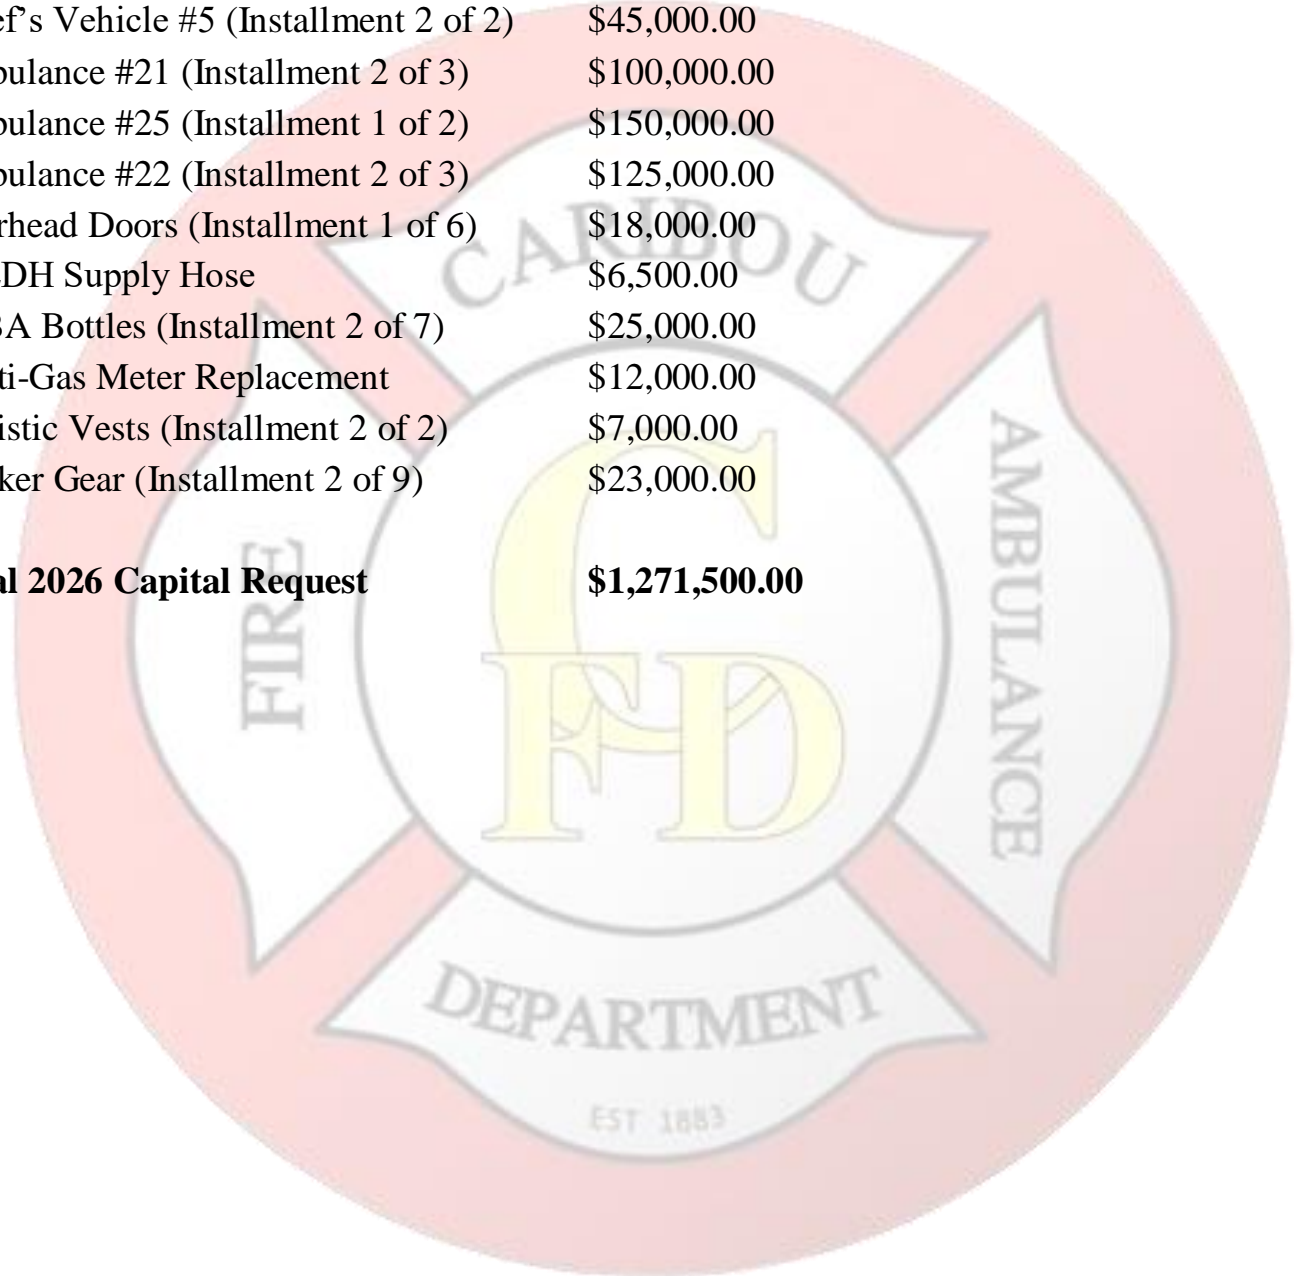 ef's Vehicle #5 (Installment 2 of 2) $45,000.00
bulance #21 (Installment 2 of 3) $100,000.00
bulance #25 (Installment 1 of 2) $150,000.00
bulance #22 (Installment 2 of 3) $125,000.00
rhead Doors (Installment 1 of 6) $18,000.00
DH Supply Hose $6,500.00
BA Bottles (Installment 2 of 7) $25,000.00
ti-Gas Meter Replacement $12,000.00
istic Vests (Installment 2 of 2) $7,000.00
ker Gear (Installment 2 of 9) $23,000.00
al 2026 Capital Request $1,271,500.00
CARIBOU
FIRE
AMBULANCE
CFD
DEPARTMENT
EST 1883